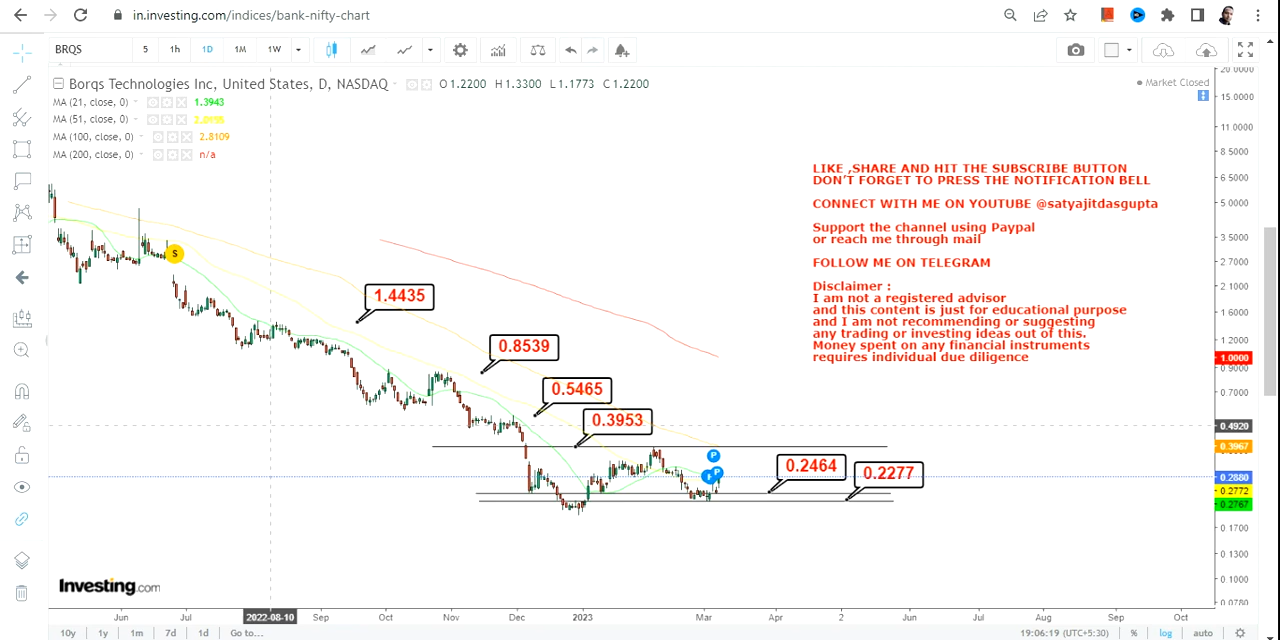 in.investing.com/indices/bank-nifty-chart
BRQS 5 1h 1D 1M 1W
Borqs Technologies Inc, United States, D, NASDAQ O1.2200 H1.3300 L1.1773 C1.2200
Market Closed
MA (21, close, 0) 1.3943
MA (51, close, 0)
MA (100, close, 0) 2.8109
MA (200, close, 0) n/a
LIKE ,SHARE AND HIT THE SUBSCRIBE BUTTON
DON'T FORGET TO PRESS THE NOTIFICATION BELL
CONNECT WITH ME ON YOUTUBE @satyajitdasgupta
Support the channel using Paypal
or reach me through mail
FOLLOW ME ON TELEGRAM
Disclaimer :
I am not a registered advisor
and this content is just for educational purpose
and I am not recommending or suggesting
any trading or investing ideas out of this.
Money spent on any financial instruments
requires individual due diligence
S
1.4435
0.8539
0.5465
0.3953
0.2464
0.2277
P
P
20.0000
15.0000
11.0000
8.5000
6.5000
5.0000
3.5000
2.7000
2.1000
1.6000
1.2000
1.0000
0.9000
0.7000
0.4920
0.3967
0.2880
0.2772
0.2767
0.1700
0.1300
0.1000
0.0780
Investing.com
Jun Jul 2022-08-10 Sep Oct Nov Dec 2023 Mar Apr 2 Jun Jul Aug Sep Oct
10y 1y 1m 7d 1d Go to... 19:06:19 (UTC+5:30) % log auto